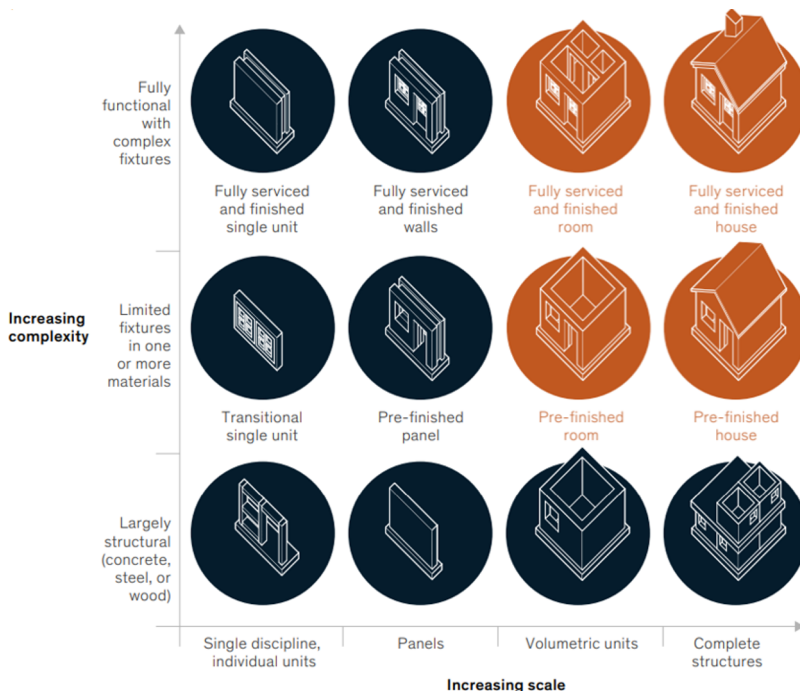 Fully
functional
with
complex
fixtures
Fully serviced
and finished
single unit
Fully serviced
and finished
walls
Fully serviced
and finished
room
Fully serviced
and finished
house
Increasing
complexity
Limited
fixtures
in one
or more
materials
Transitional
single unit
Pre-finished
panel
Pre-finished
room
Pre-finished
house
Largely
structural
(concrete,
steel, or
wood)
Single discipline,
individual units
Panels
Volumetric units
Complete
structures
Increasing scale